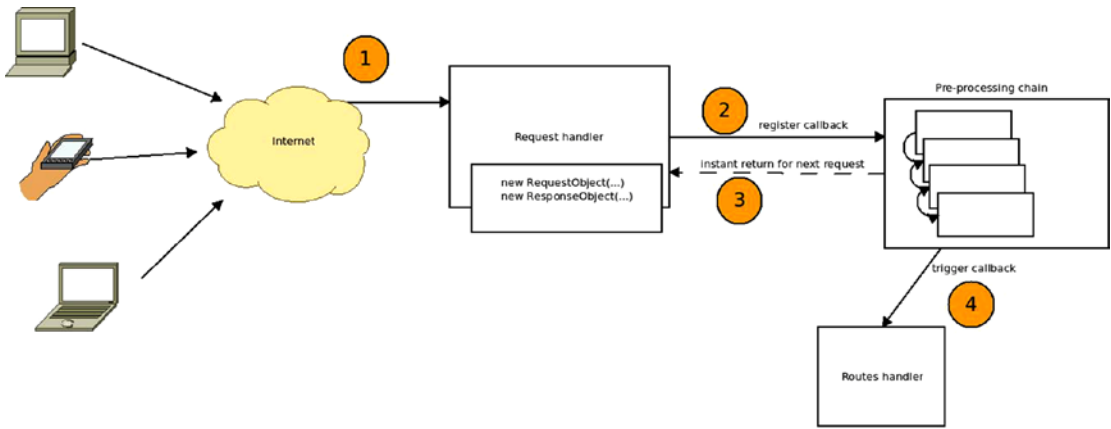 1
Internet
Request handler
new RequestObject(...)
new ResponseObject(...)
2
register callback
instant return for next request
3
Pre-processing chain
trigger callback
4
Routes handler